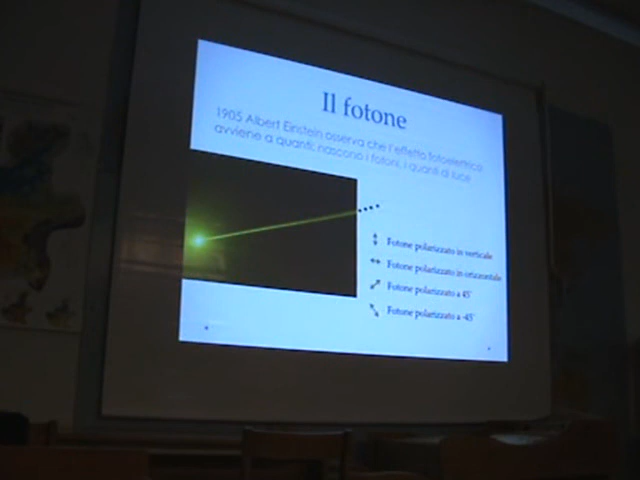 Il fotone
1905 Albert Einstein osserva che l'effetto fotoelettrico
avviene a quanti; nascono i fotoni, i quanti di luce
Fotone polarizzato in verticale
Fotone polarizzato in orizzontale
Fotone polarizzato a 45°
Fotone polarizzato a -45°